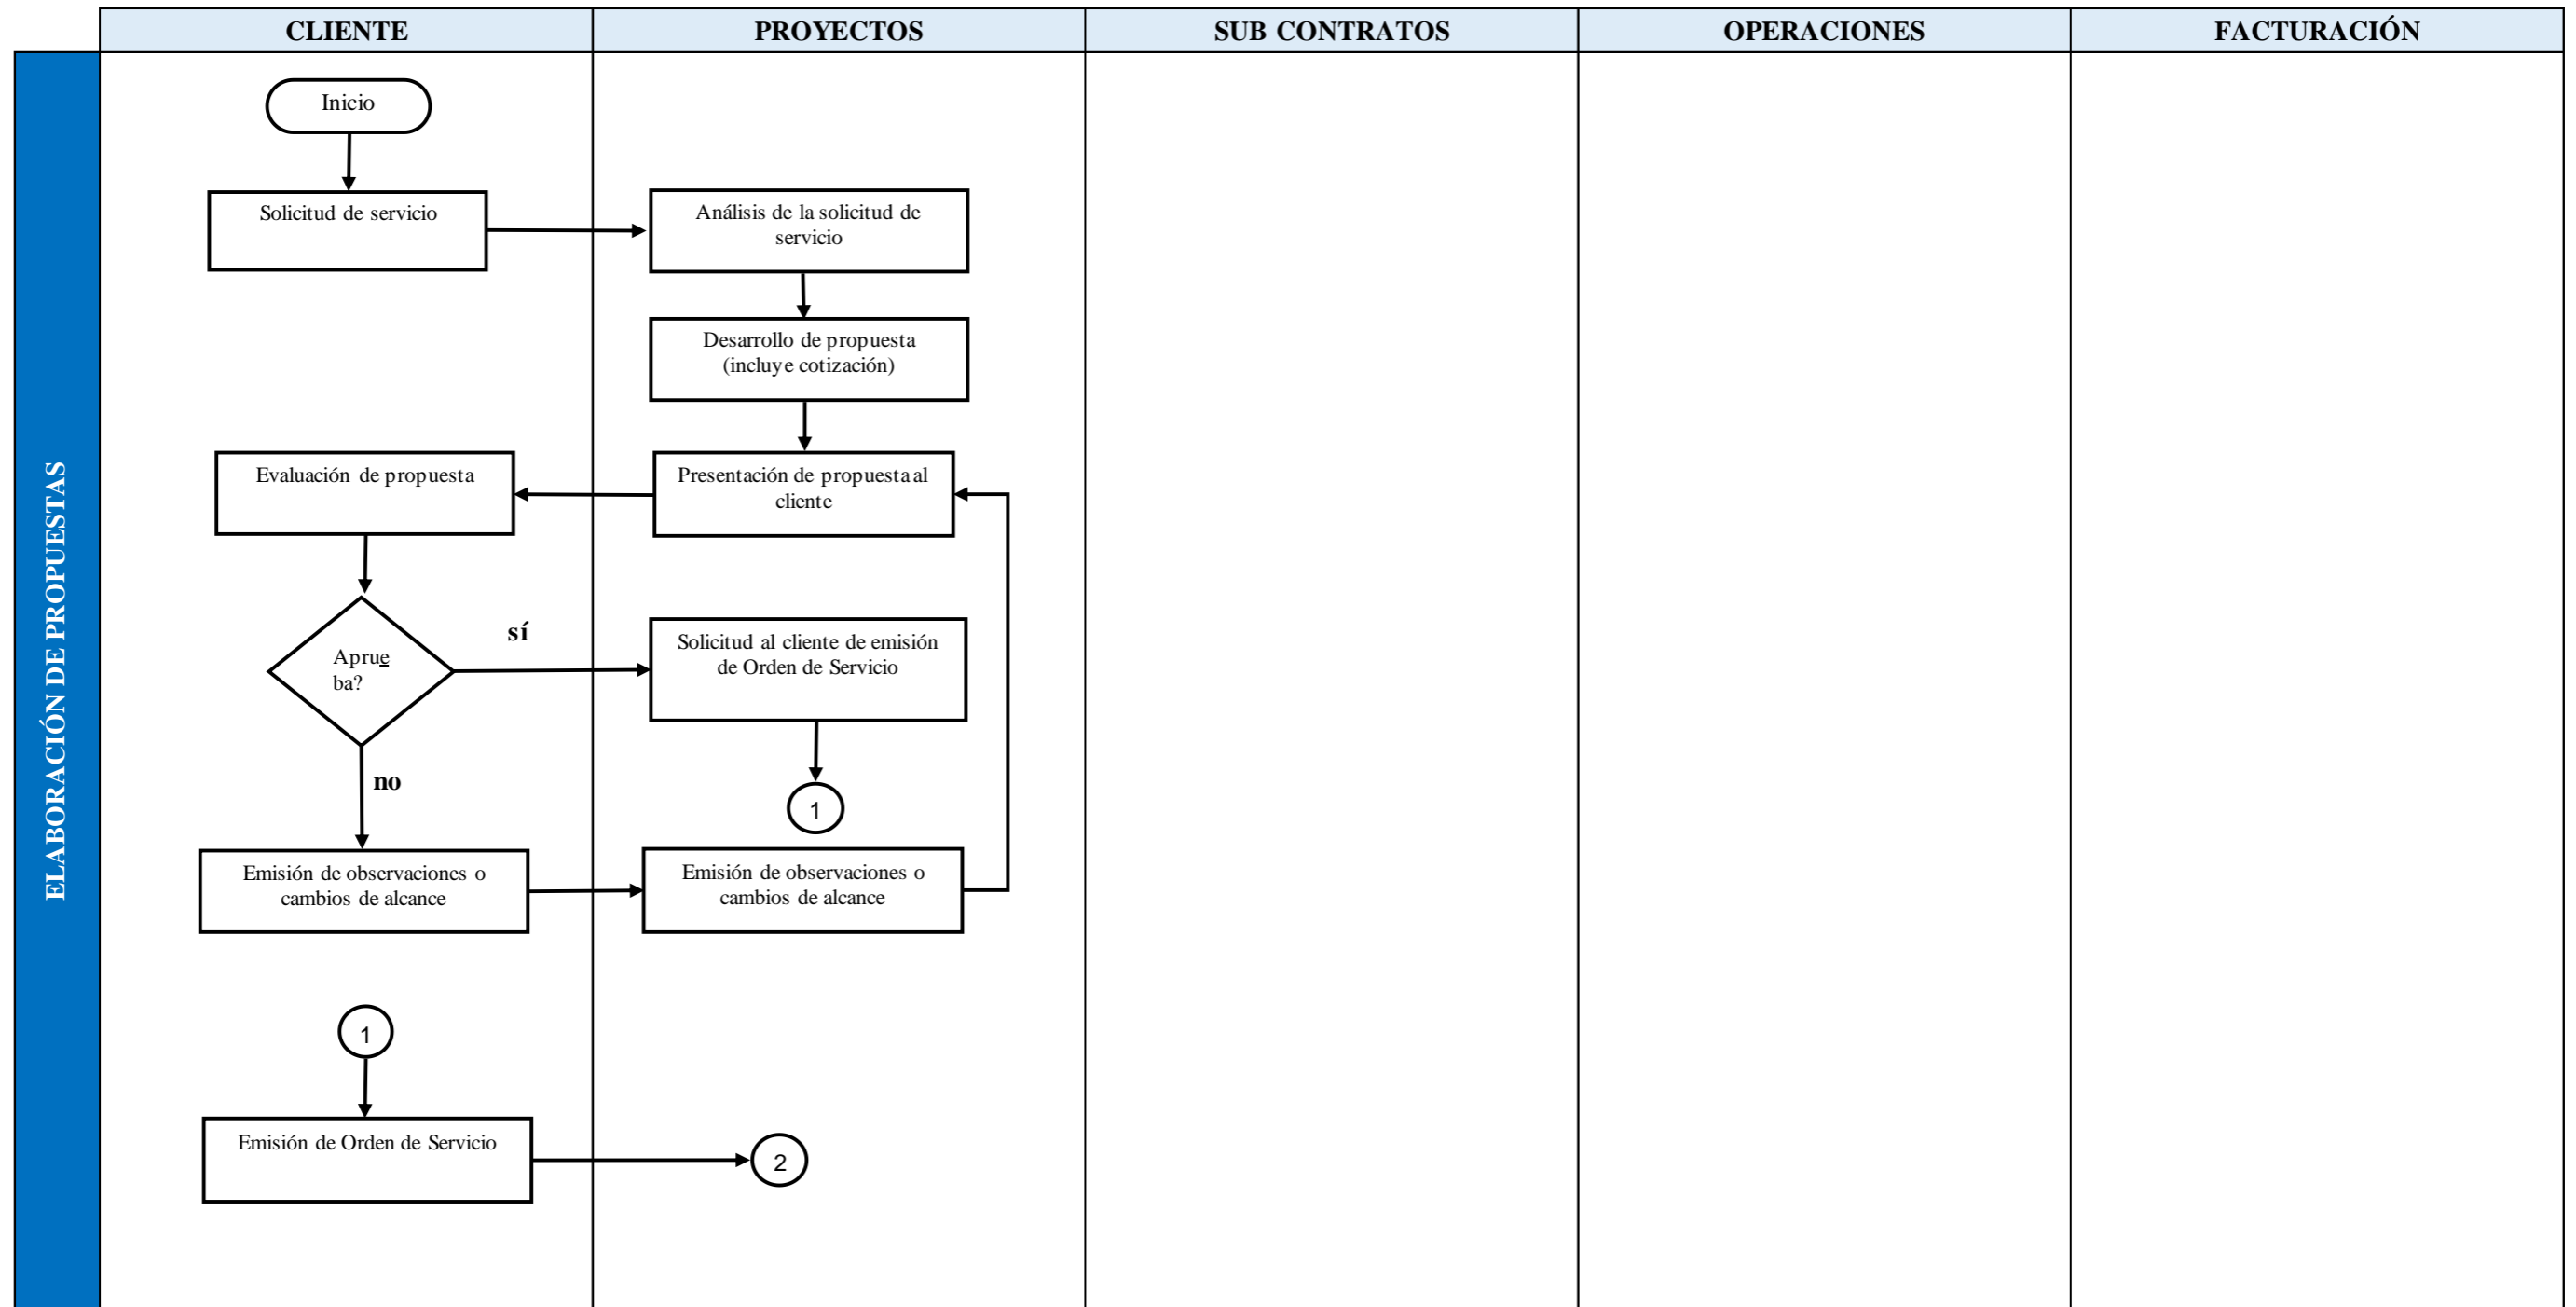 CLIENTE
PROYECTOS
SUB CONTRATOS
OPERACIONES
FACTURACIÓN
ELABORACIÓN DE PROPUESTAS
Inicio
Solicitud de servicio
Análisis de la solicitud de
servicio
Desarrollo de propuesta
(incluye cotización)
Evaluación de propuesta
Presentación de propuesta al
cliente
Aprue
ba?
sí
Solicitud al cliente de emisión
de Orden de Servicio
no
1
Emisión de observaciones o
cambios de alcance
Emisión de observaciones o
cambios de alcance
1
Emisión de Orden de Servicio
2